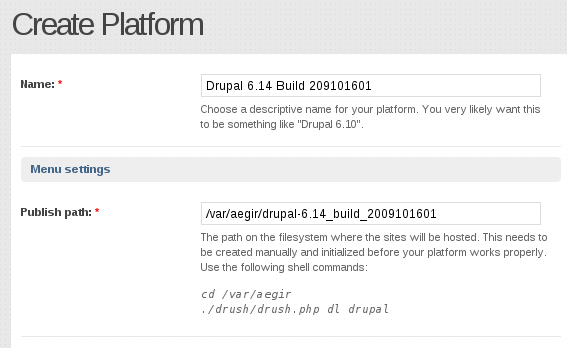 Create Platform
Name: * Drupal 6.14 Build 209101601
Choose a descriptive name for your platform. You very likely want this
to be something like "Drupal 6.10".
Menu settings
Publish path: * /var/aegir/drupal-6.14_build_2009101601
The path on the filesystem where the sites will be hosted. This needs to
be created manually and initialized before your platform works properly.
Use the following shell commands:
cd /var/aegir
./drush/drush.php dl drupal